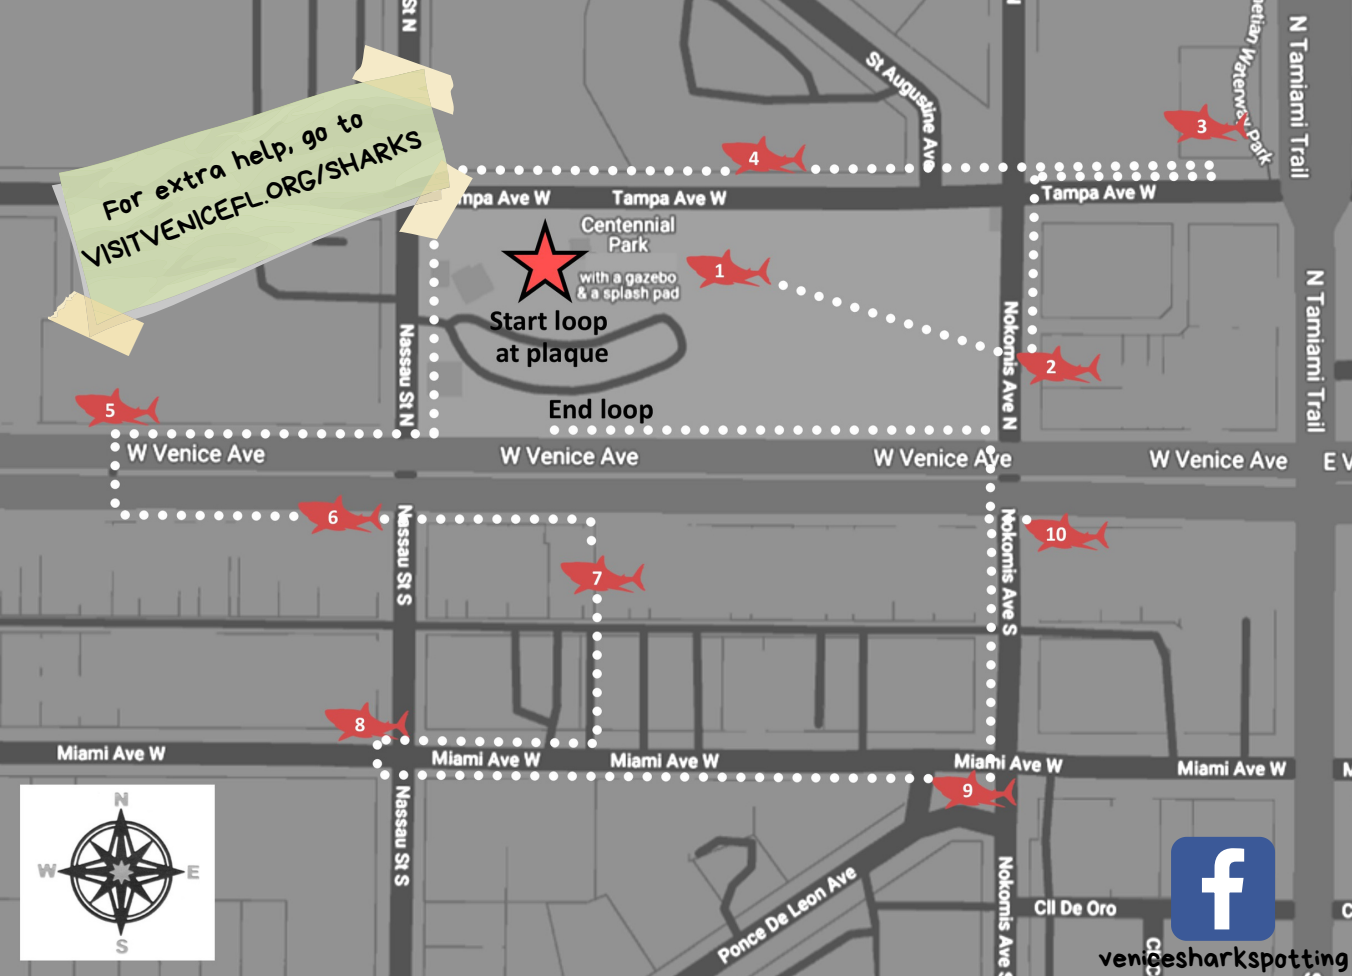 St N
N
For extra help, go to
VISITVENICEFL.ORG/SHARKS
St Augustine Ave
Waterway Park
N Tamiami Trail
3
4
Tampa Ave W
Tampa Ave W
Centennial
Park
with a gazebo
& a splash pad
1
Start loop
at plaque
End loop
Nassau St N
Nokomis Ave N
2
N Tamiami Trail
5
W Venice Ave
W Venice Ave
W Venice Ave
W Venice Ave
E V
6
Nassau St S
7
Nokomis Ave S
10
8
Miami Ave W
Miami Ave W
Miami Ave W
Miami Ave W
Miami Ave W
9
N
W
E
S
Nassau St S
Ponce De Leon Ave
Nokomis Ave S
Cll De Oro
f
venicesharkspotting